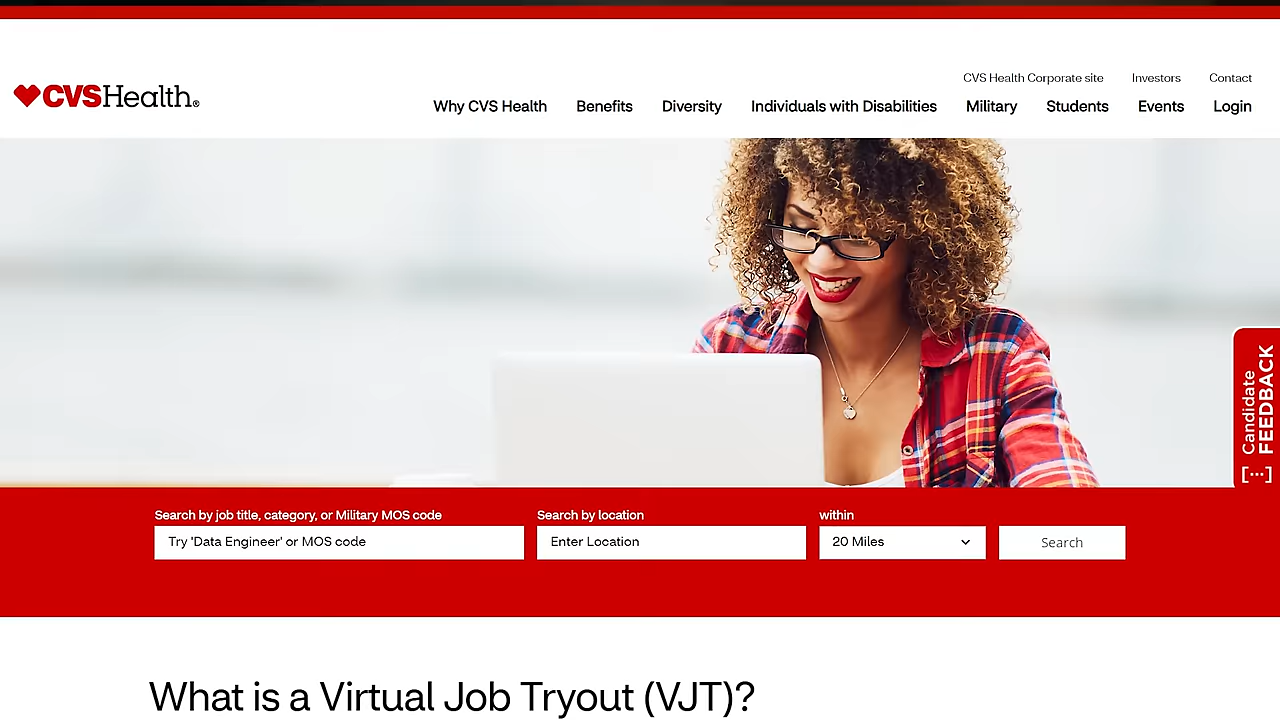 CVS Health Corporate site Investors Contact
CVSHealth®
Why CVS Health Benefits Diversity Individuals with Disabilities Military Students Events Login
Candidate
FEEDBACK
[...]
Search by job title, category, or Military MOS code Search by location within
Try 'Data Engineer' or MOS code Enter Location 20 Miles Search
What is a Virtual Job Tryout (VJT)?